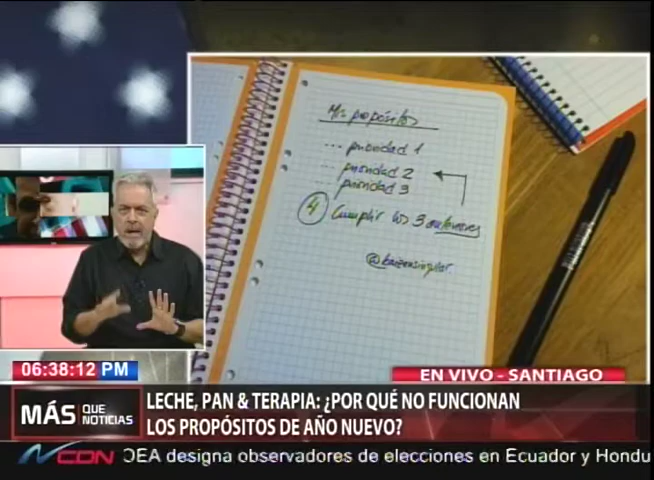 Mis propósitos
... prioridad 1
... prioridad 2
prioridad 3
4 Cumplir los 3 anteriores
06:38:12 PM
EN VIVO - SANTIAGO
MÁS QUE NOTICIAS
LECHE, PAN & TERAPIA: ¿POR QUÉ NO FUNCIONAN
LOS PROPÓSITOS DE AÑO NUEVO?
CDN OEA designa observadores de elecciones en Ecuador y Hondu